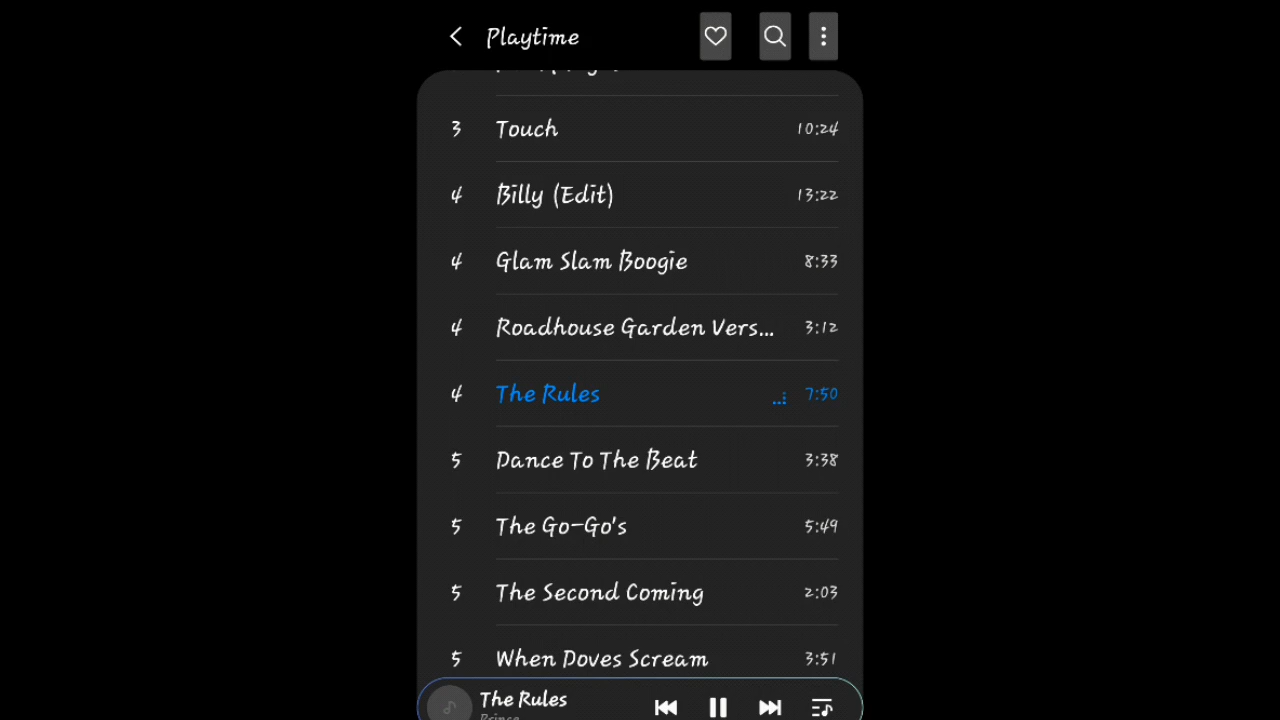 Playtime
3 Touch 10:24
4 Billy (Edit) 13:22
4 Glam Slam Boogie 8:33
4 Roadhouse Garden Vers... 3:12
4 The Rules 7:50
5 Dance To The Beat 3:38
5 The Go-Go's 5:49
5 The Second Coming 2:03
5 When Doves Scream 3:51
The Rules
Prince